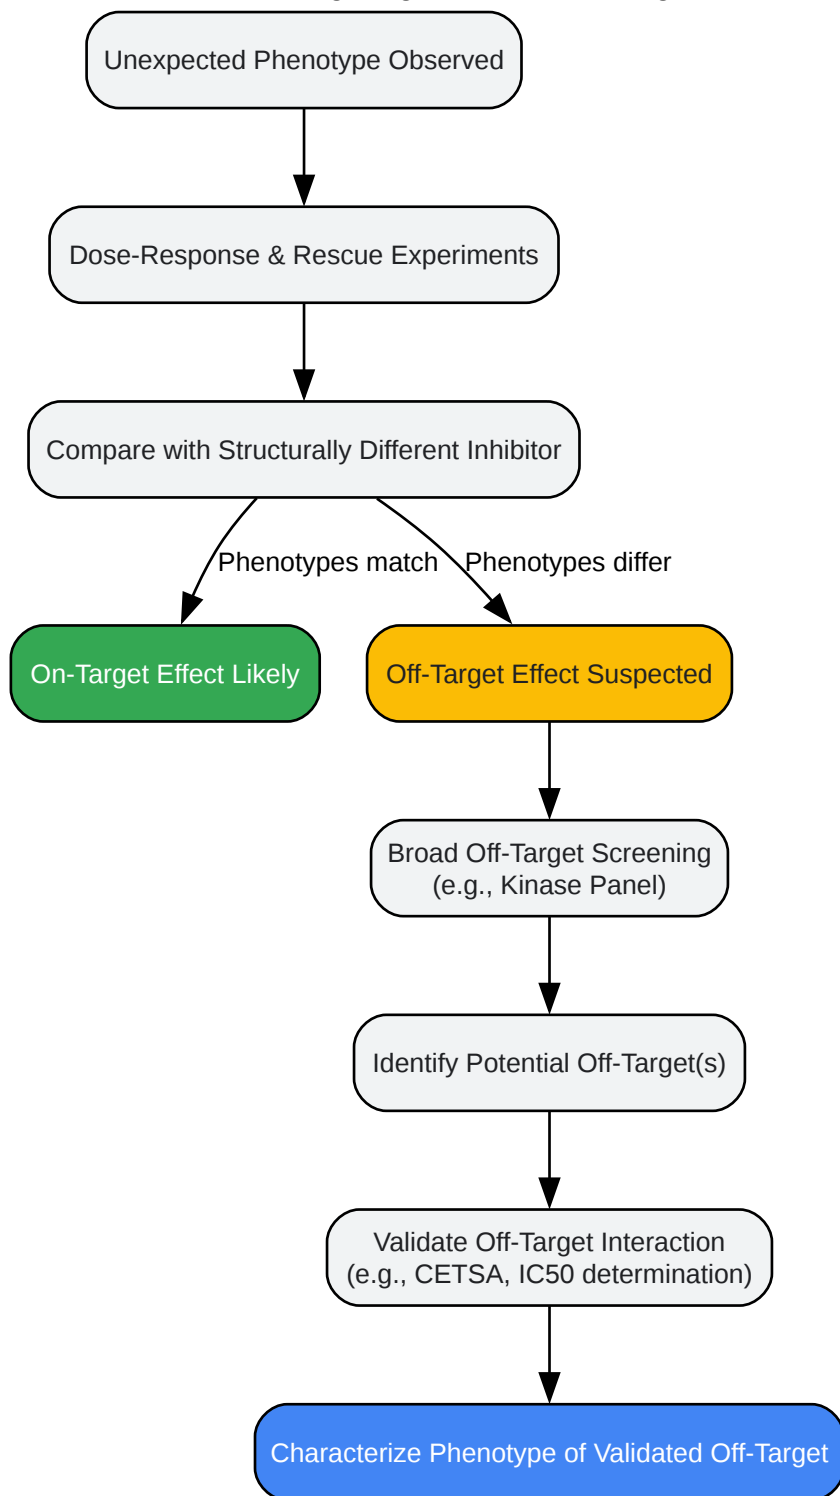 Unexpected Phenotype Observed
Dose-Response & Rescue Experiments
Compare with Structurally Different Inhibitor
Phenotypes match
Phenotypes differ
On-Target Effect Likely
Off-Target Effect Suspected
Broad Off-Target Screening
(e.g., Kinase Panel)
Identify Potential Off-Target(s)
Validate Off-Target Interaction
(e.g., CETSA, IC50 determination)
Characterize Phenotype of Validated Off-Target